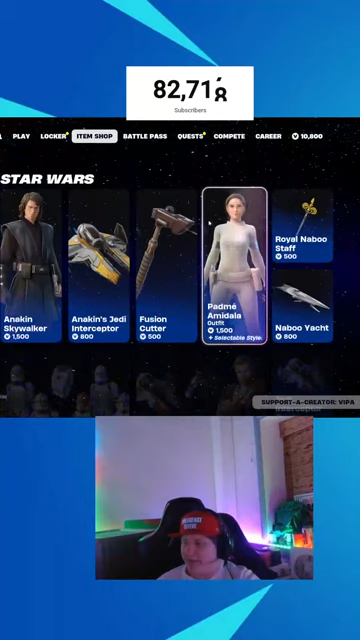 82,718
Subscribers
PLAY LOCKER ITEM SHOP BATTLE PASS QUESTS COMPETE CAREER 10,800
STAR WARS
Anakin Skywalker
1,500
Anakin's Jedi Interceptor
800
Fusion Cutter
500
Padmé Amidala
Outfit
1,500
+ Selectable Style
Royal Naboo Staff
500
Naboo Yacht
800
SUPPORT-A-CREATOR: VIPA
Interceptor